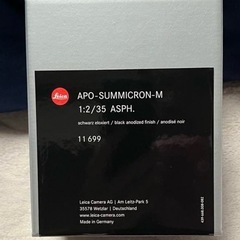 Leica
APO-SUMMICRON-M
1:2/35 ASPH.
schwarz eloxiert / black anodized finish / anodisé noir
11 699
Leica Camera AG | Am Leitz-Park 5
35578 Wetzlar | Deutschland
www.leica-camera.com
Made in Germany